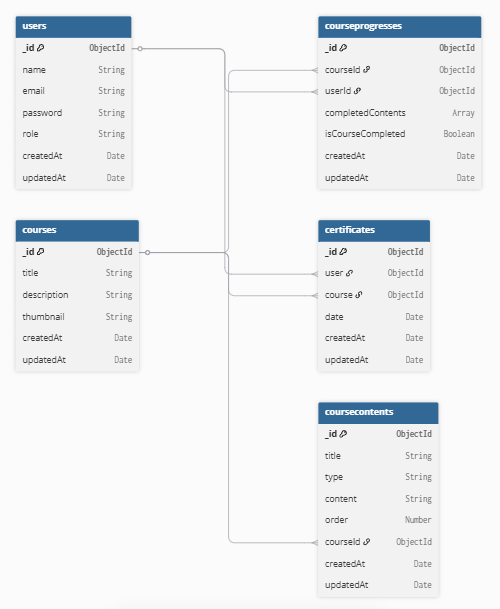 users
_id ObjectId
name String
email String
password String
role String
createdAt Date
updatedAt Date
courses
_id ObjectId
title String
description String
thumbnail String
createdAt Date
updatedAt Date
courseprogresses
_id ObjectId
courseId ObjectId
userId ObjectId
completedContents Array
isCourseCompleted Boolean
createdAt Date
updatedAt Date
certificates
_id ObjectId
user ObjectId
course ObjectId
date Date
createdAt Date
updatedAt Date
coursecontents
_id ObjectId
title String
type String
content String
order Number
courseId ObjectId
createdAt Date
updatedAt Date